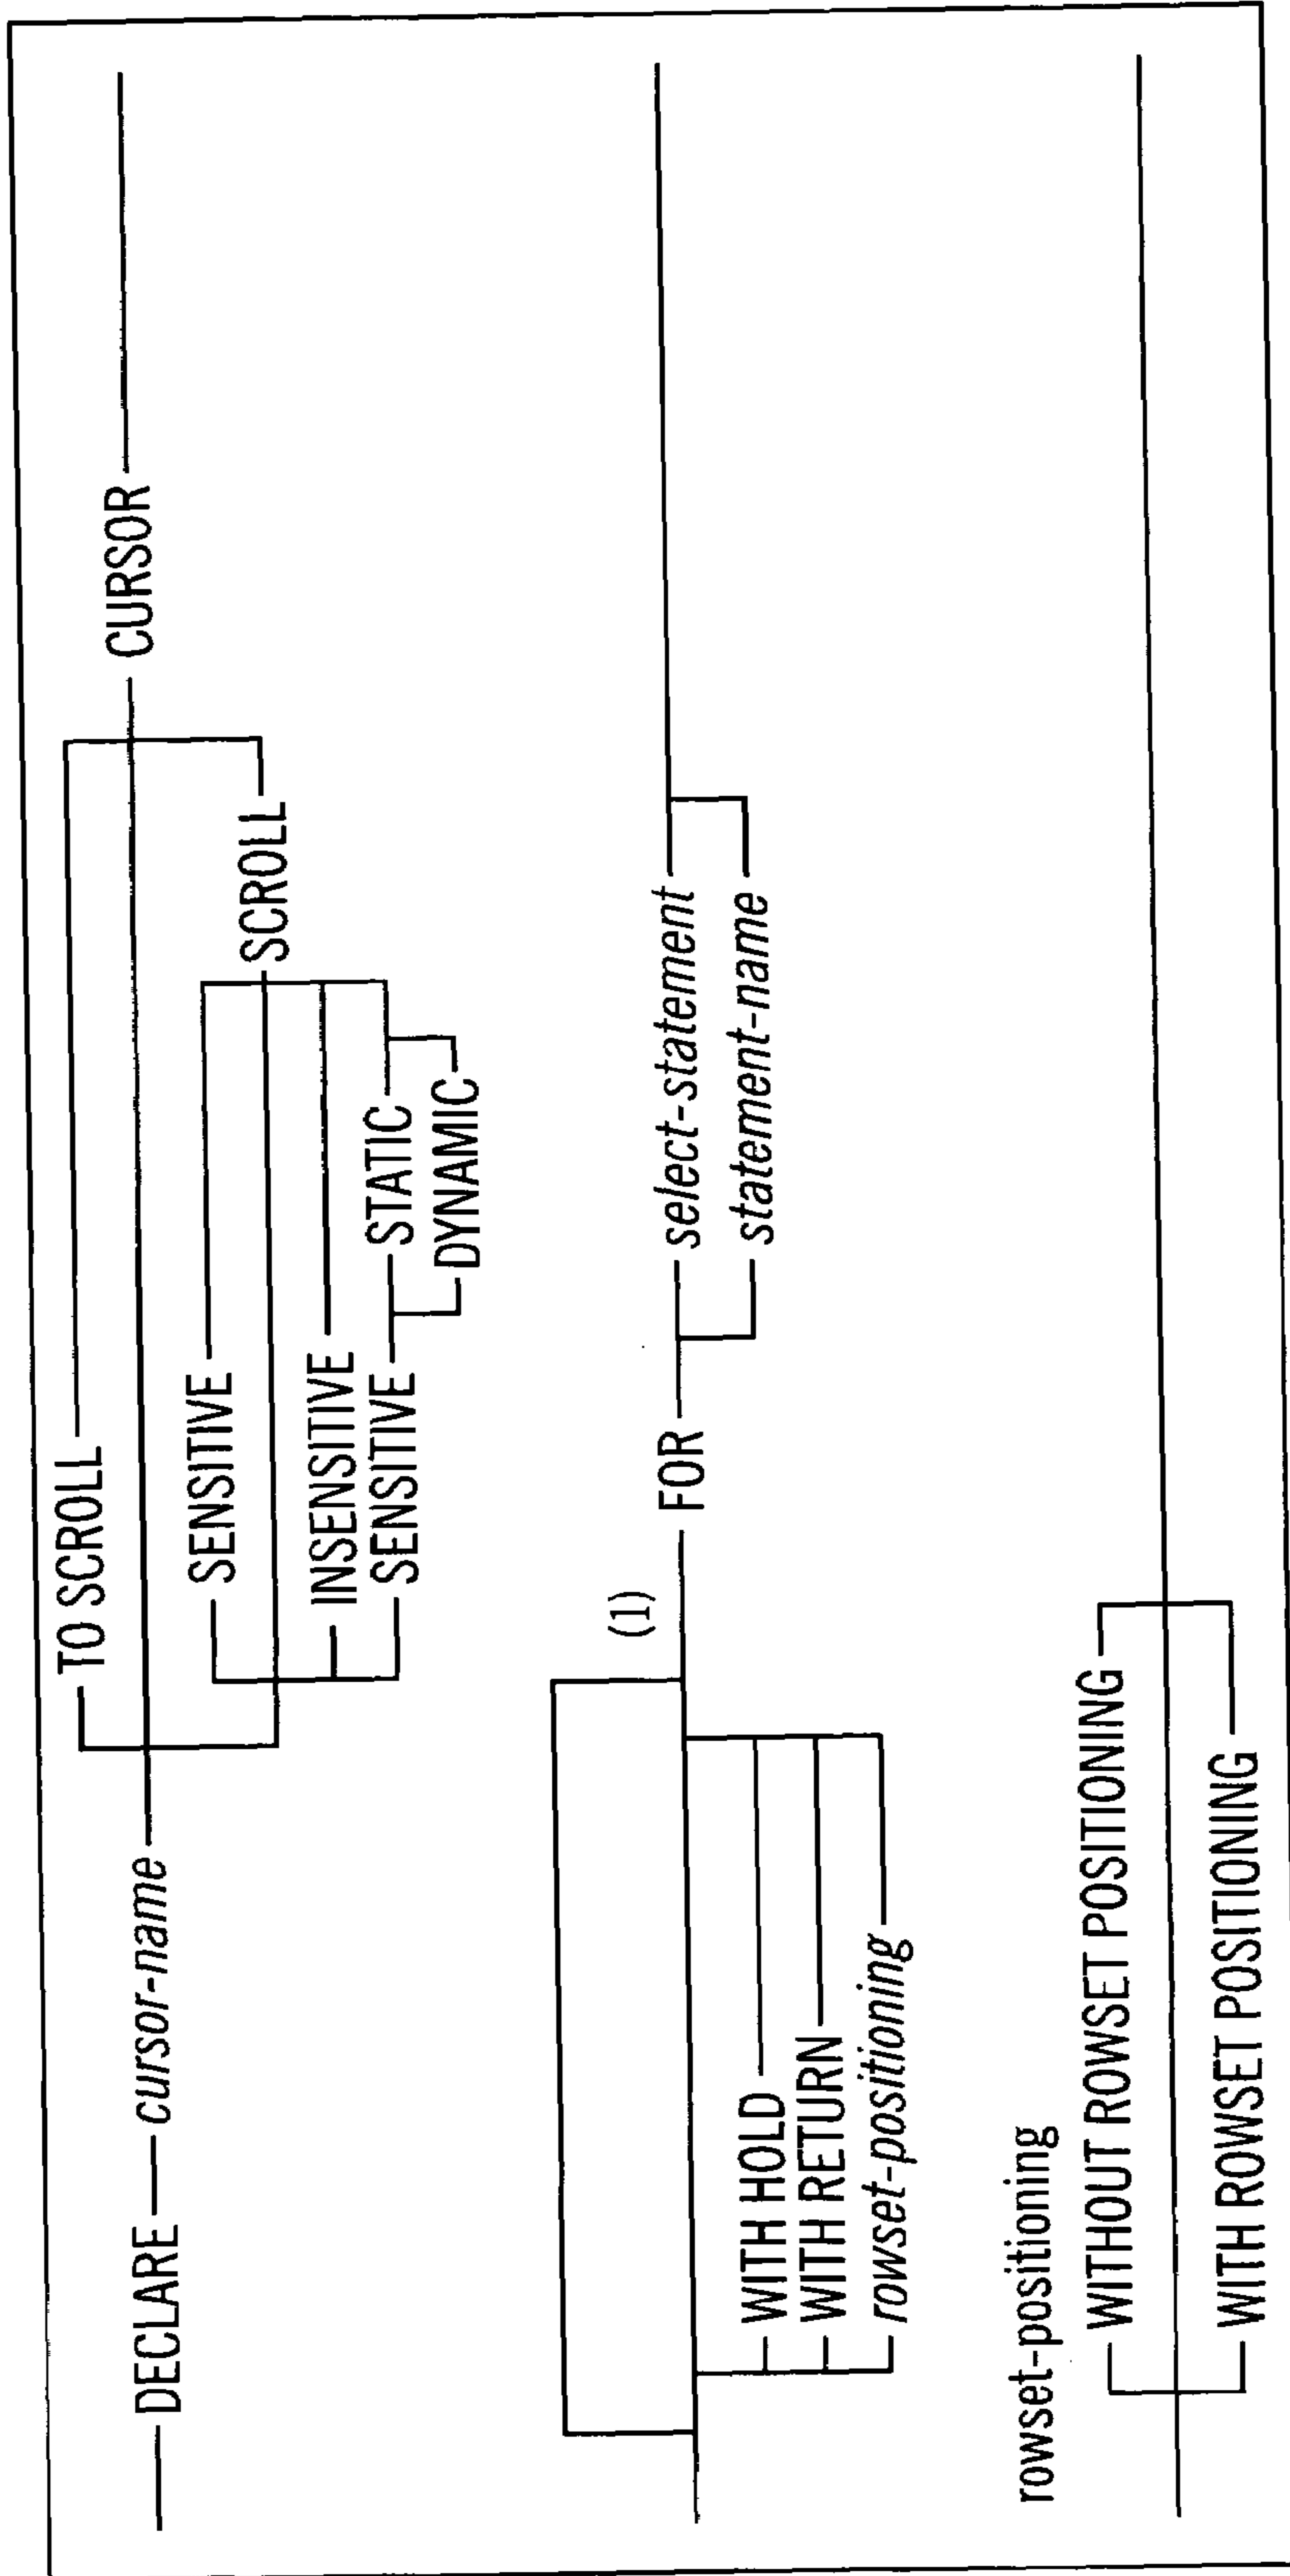 TO SCROLL
DECLARE cursor-name CURSOR
SENSITIVE
SCROLL
INSENSITIVE
SENSITIVE STATIC
DYNAMIC
(1)
FOR select-statement
statement-name
WITH HOLD
WITH RETURN
rowset-positioning
rowset-positioning
WITHOUT ROWSET POSITIONING
WITH ROWSET POSITIONING